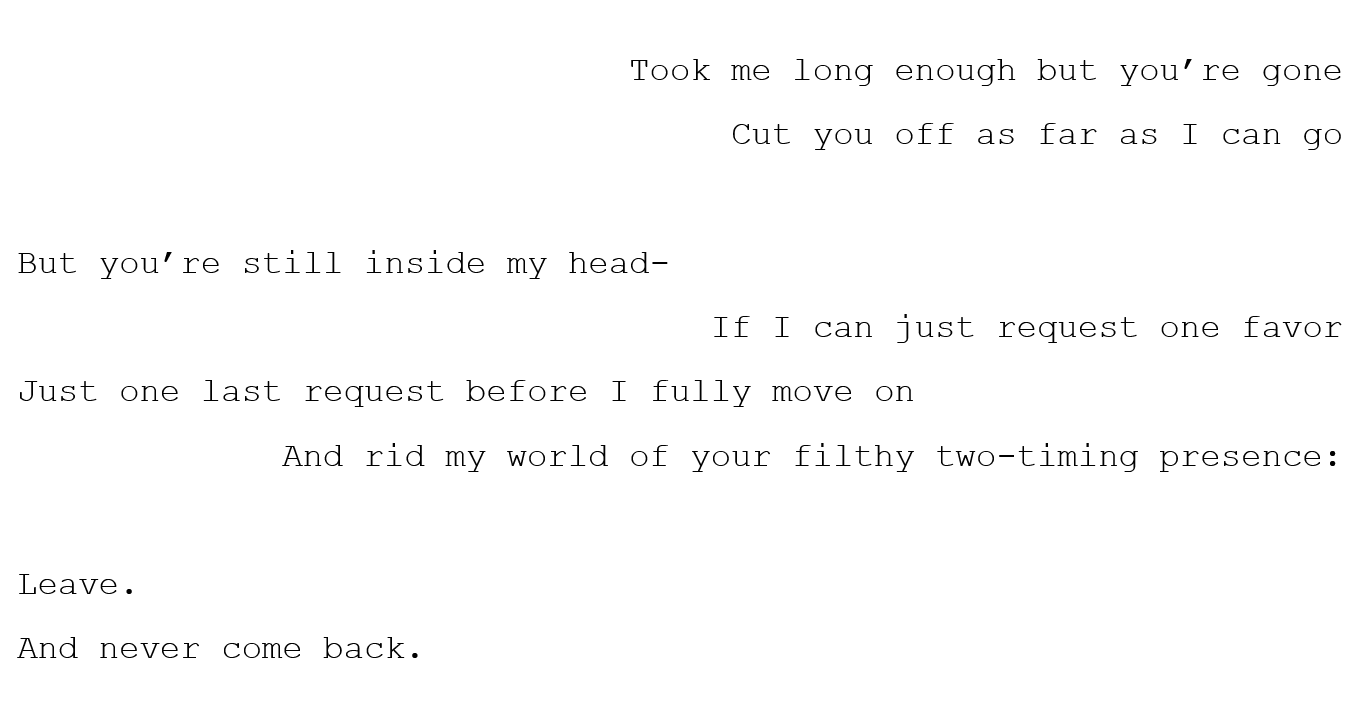 Took me long enough but you’re gone
Cut you off as far as I can go
But you’re still inside my head-
If I can just request one favor
Just one last request before I fully move on
And rid my world of your filthy two-timing presence:
Leave.
And never come back.